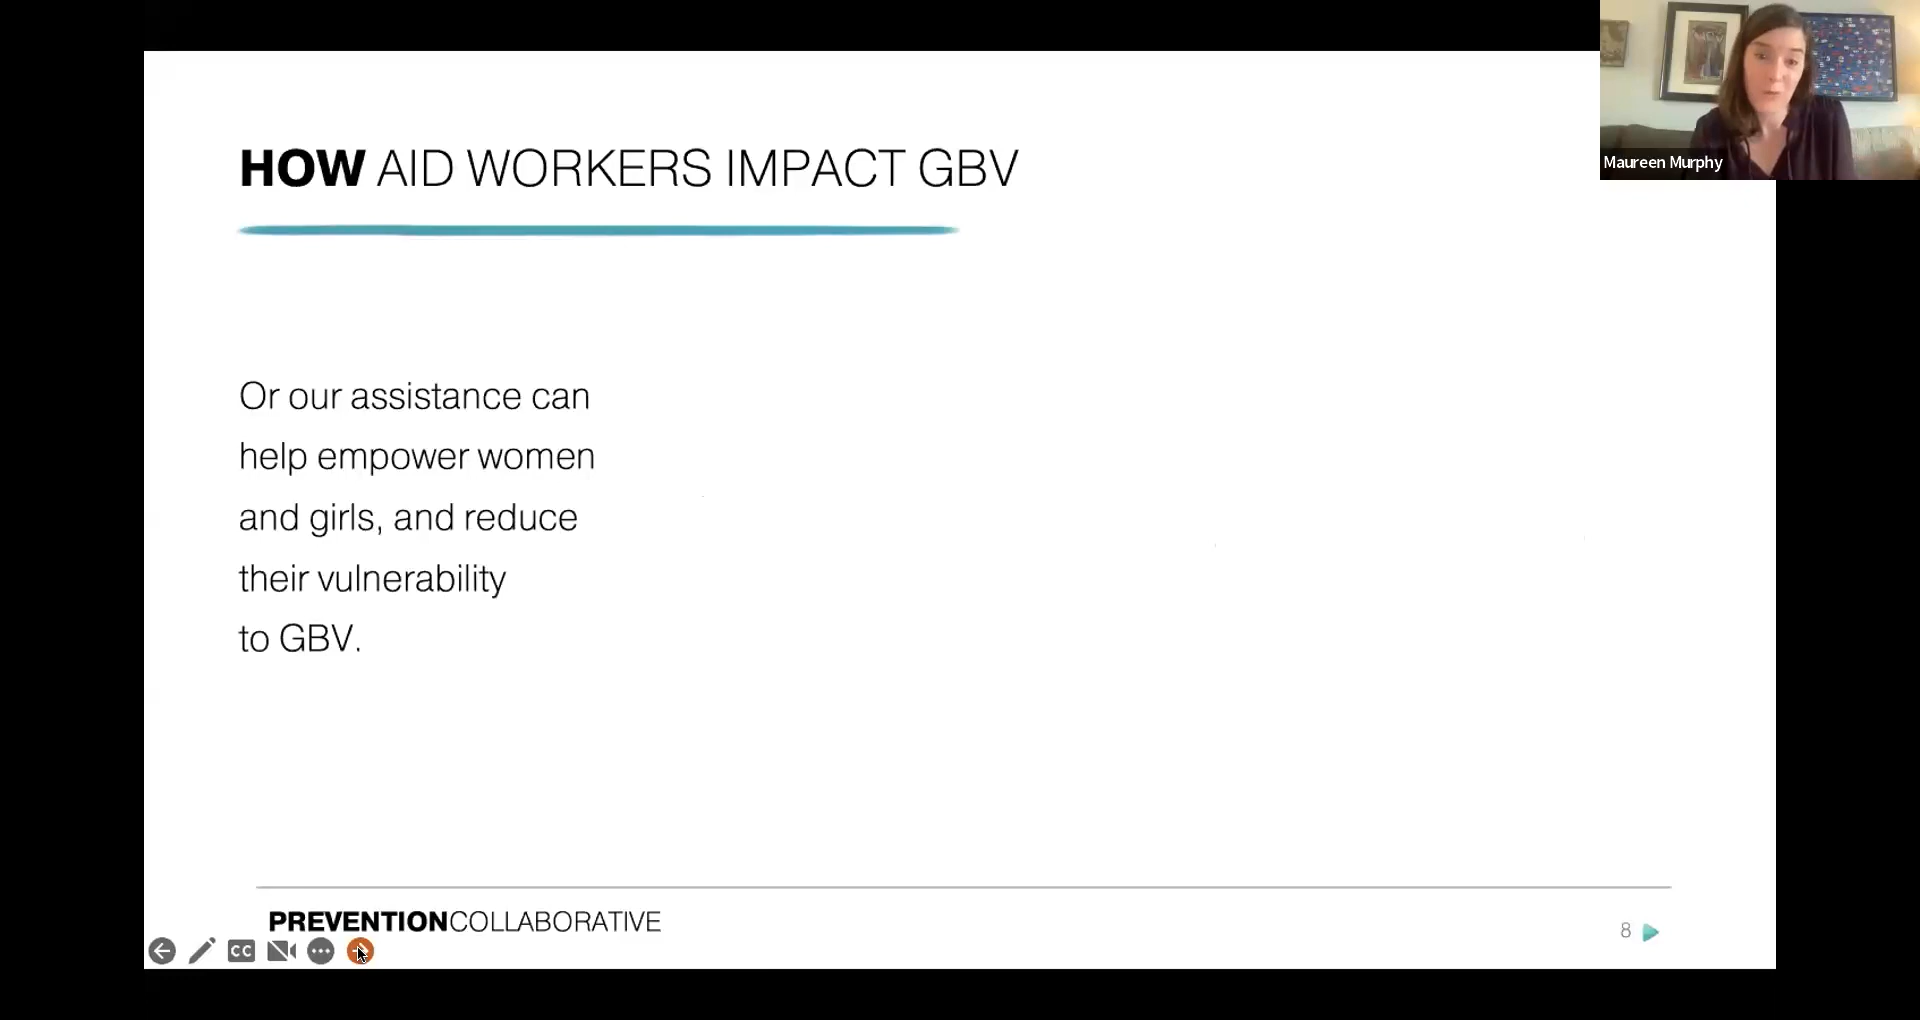 HOW AID WORKERS IMPACT GBV
Maureen Murphy
Or our assistance can
help empower women
and girls, and reduce
their vulnerability
to GBV.
PREVENTIONCOLLABORATIVE
8
CC